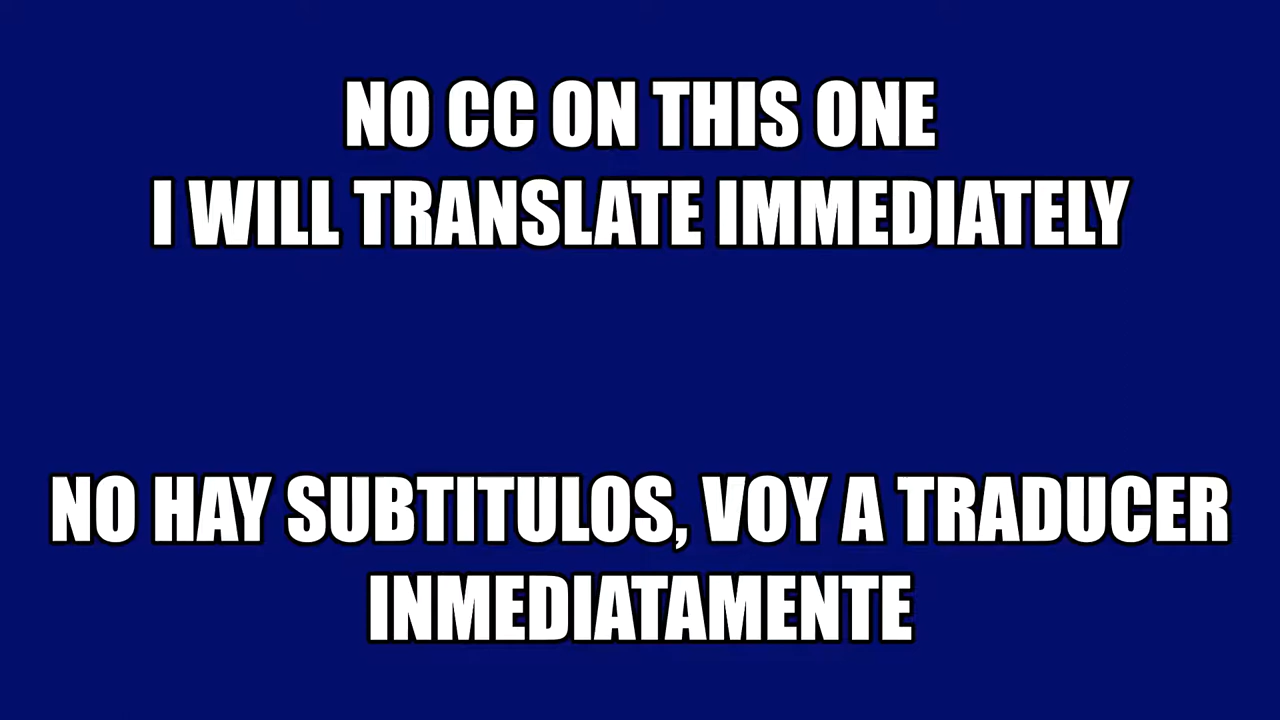 NO CC ON THIS ONE
I WILL TRANSLATE IMMEDIATELY
NO HAY SUBTITULOS, VOY A TRADUCER
INMEDIATAMENTE